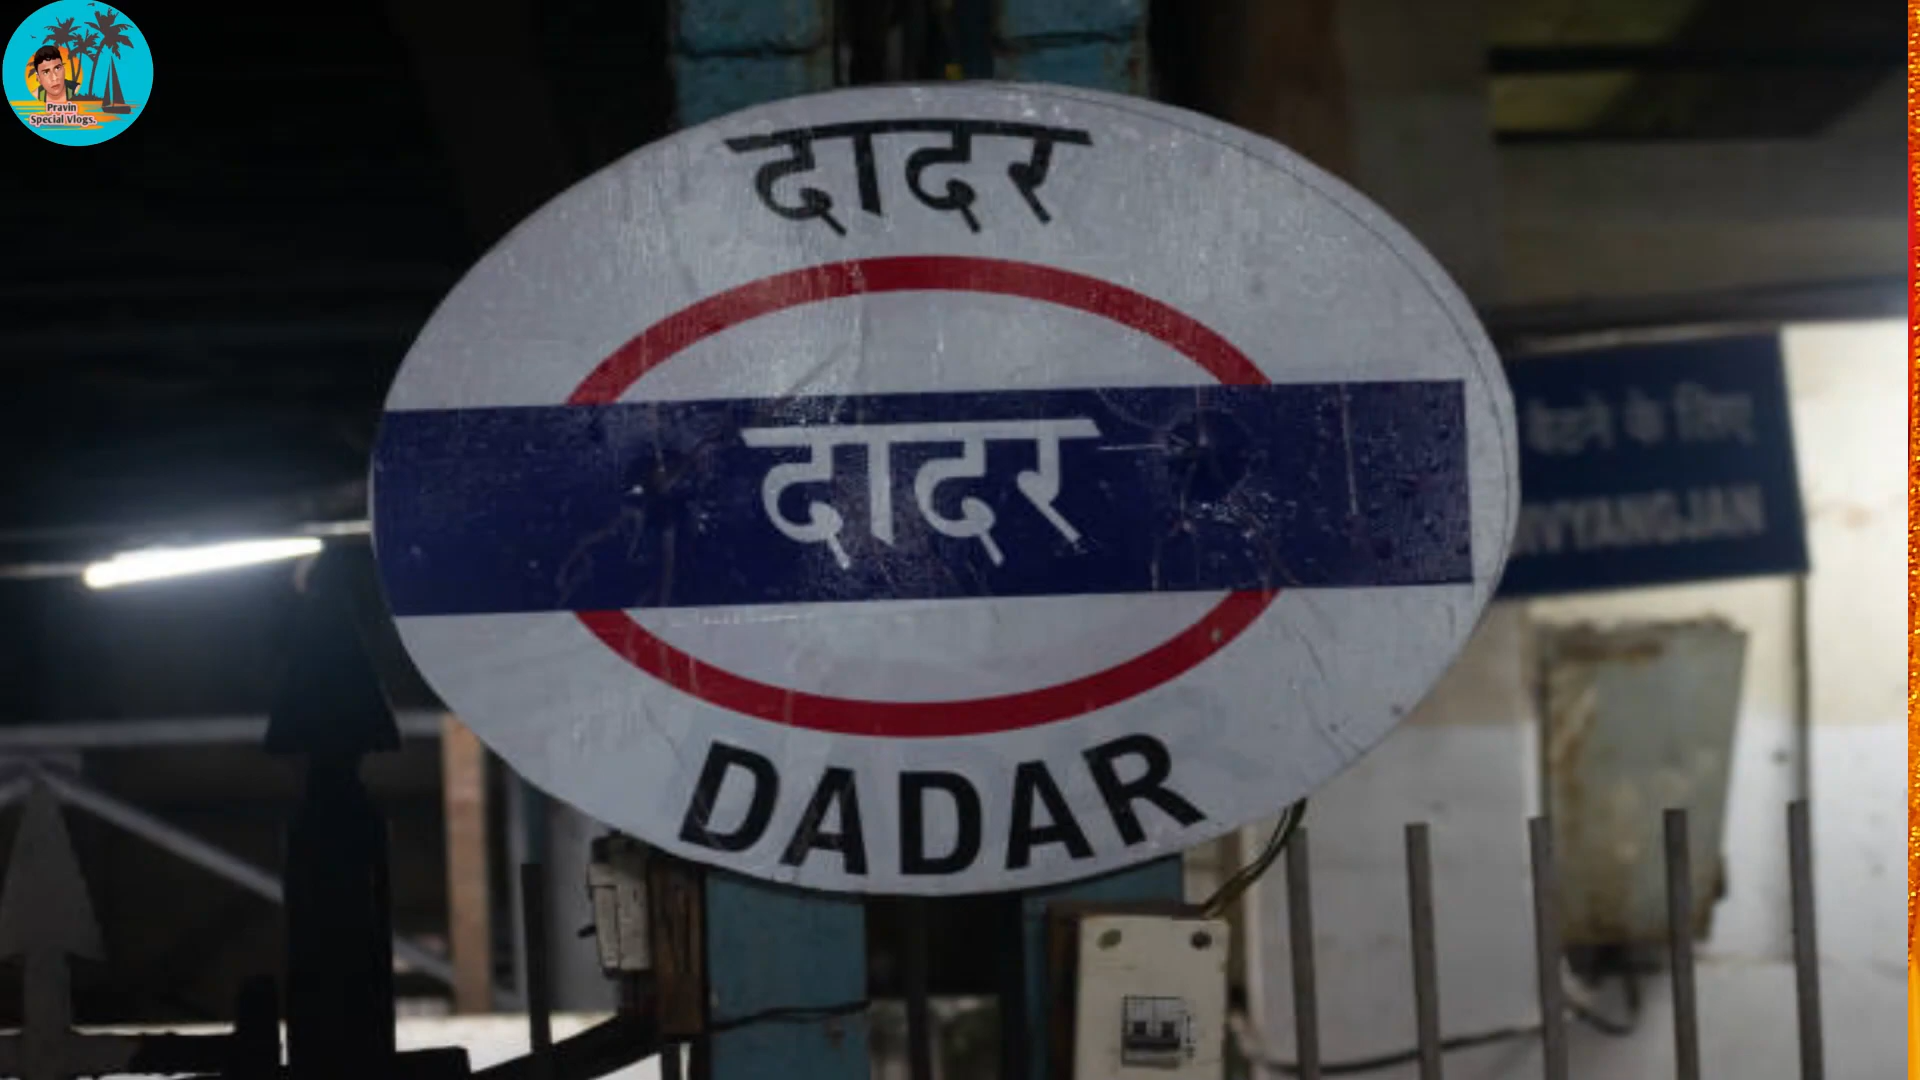 Pravin
Special Vlogs.
दादर
दादर
DADAR
के लिए
VYANGJAN